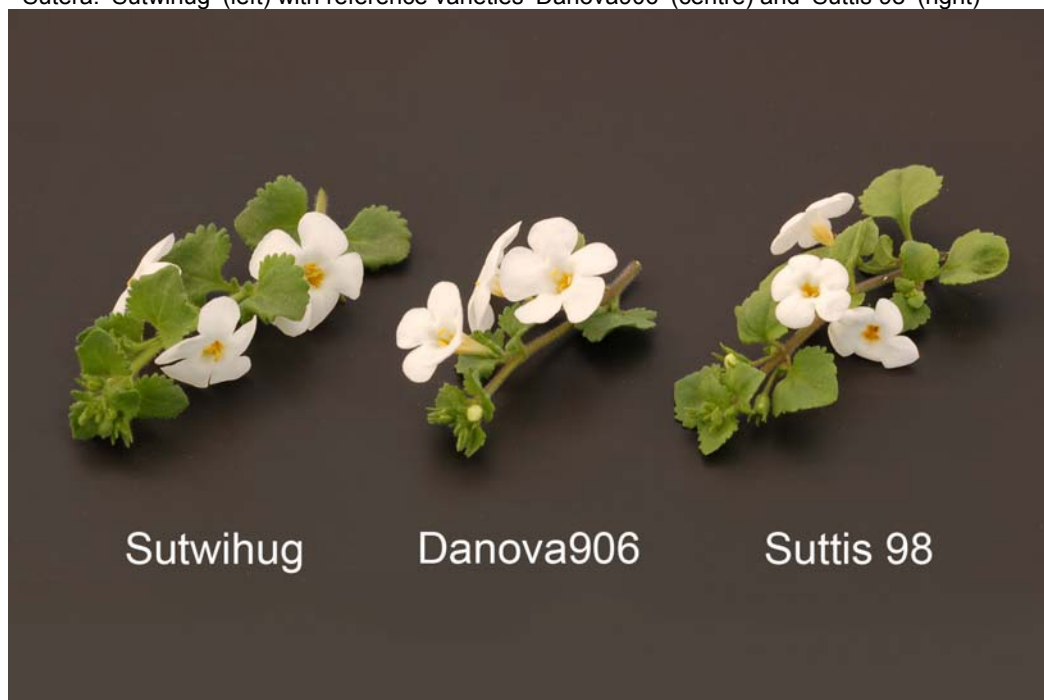 Sutera: 'Sutwihug' (left) with reference varieties 'Danova906' (centre) and 'Suttis 98' (right)
Sutwihug Danova906 Suttis 98